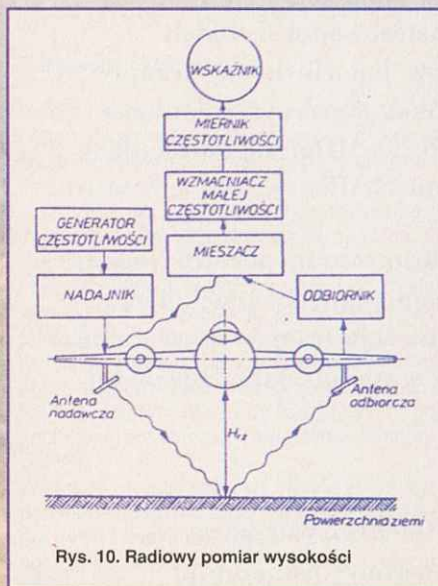 WSKAŹNIK
MIERNIK
CZĘSTOTLIWOŚCI
WZMACNIACZ
MAŁEJ
CZĘSTOTLIWOŚCI
GENERATOR
CZĘSTOTLIWOŚCI
MIESZACZ
NADAJNIK
ODBIORNIK
Antena
nadawcza
Hrz
Antena
odbiorcza
Powierzchnia ziemi
Rys. 10. Radiowy pomiar wysokości